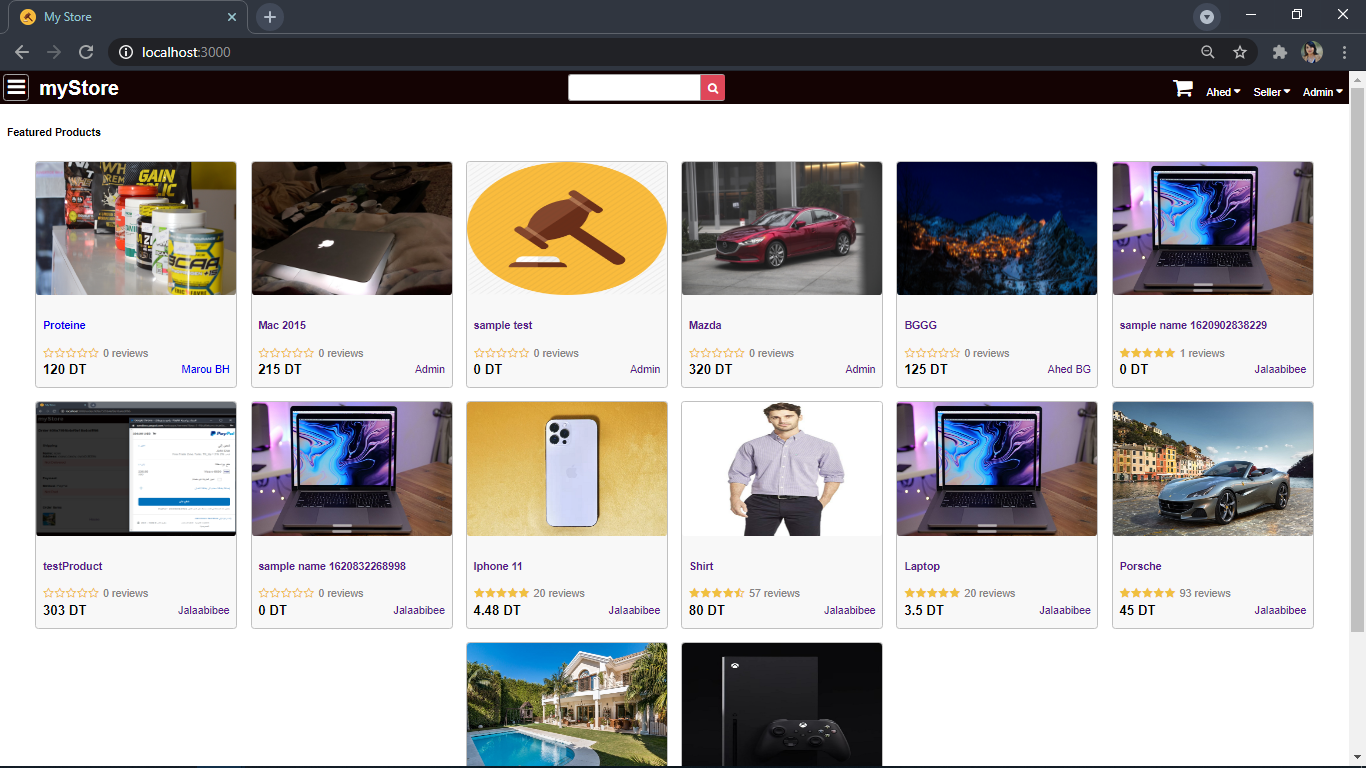 My Store
localhost:3000
myStore
Ahed Seller Admin
Featured Products
GAIN
BCAA
Proteine
0 reviews
120 DT Marou BH
Mac 2015
0 reviews
215 DT Admin
sample test
0 reviews
0 DT Admin
Mazda
0 reviews
320 DT Admin
BGGG
0 reviews
125 DT Ahed BG
sample name 1620902838229
1 reviews
0 DT Jalaabibee
PayPal
testProduct
0 reviews
303 DT Jalaabibee
sample name 1620832268998
0 reviews
0 DT Jalaabibee
Iphone 11
20 reviews
4.48 DT Jalaabibee
Shirt
57 reviews
80 DT Jalaabibee
Laptop
20 reviews
3.5 DT Jalaabibee
Porsche
93 reviews
45 DT Jalaabibee